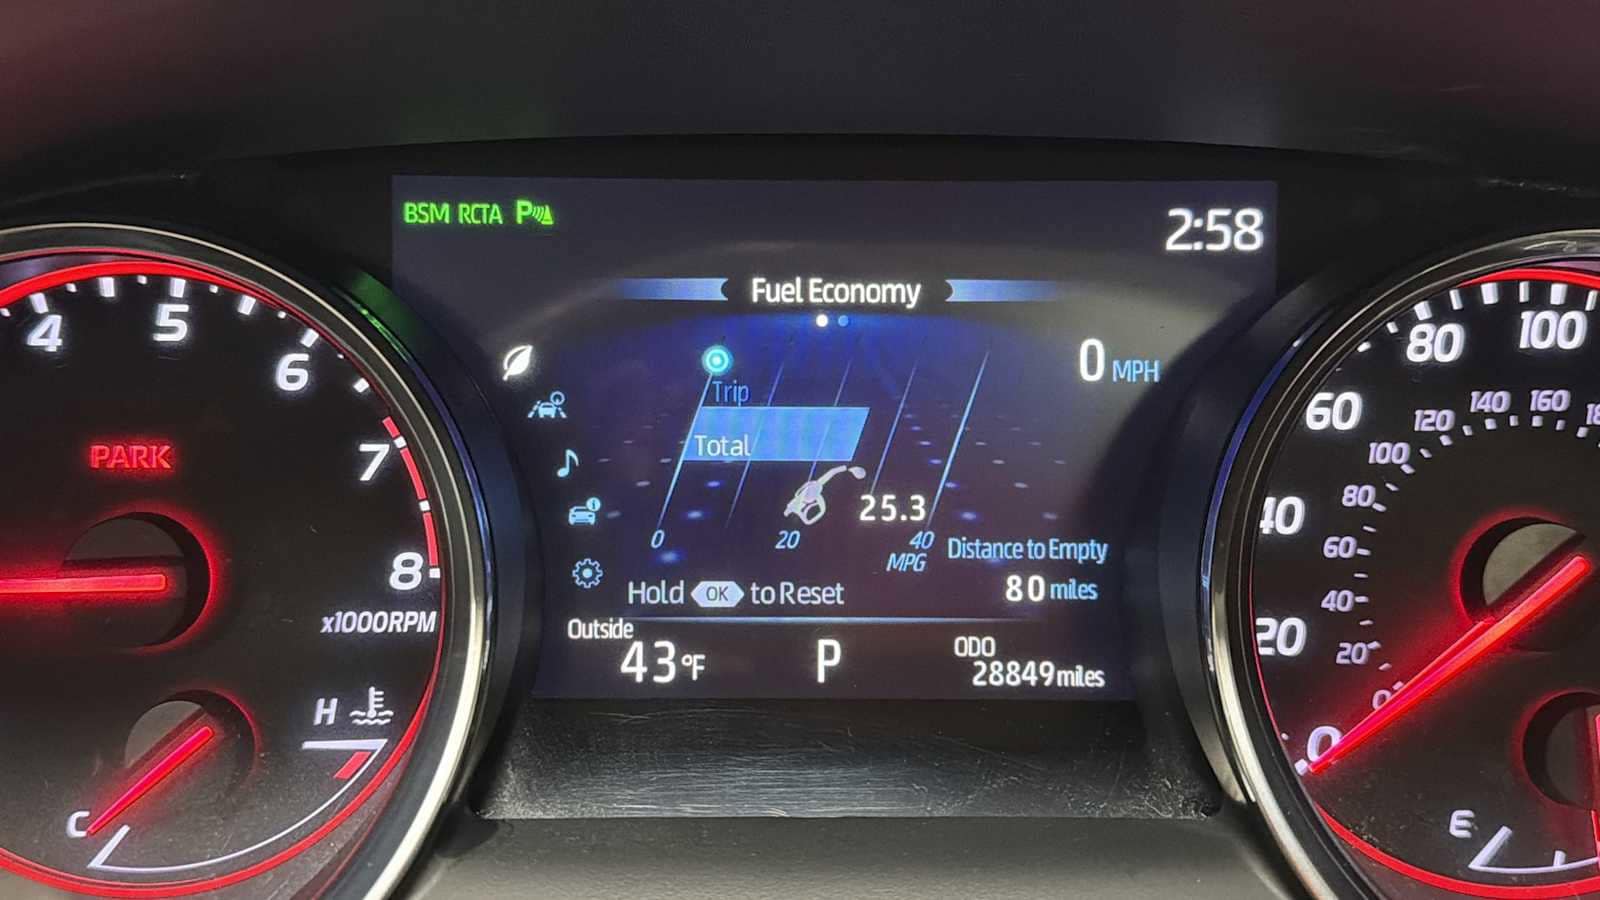 BSM RCTA P
2:58
Fuel Economy
0 MPH
Trip
Total
25.3
0 20 40
MPG
Distance to Empty
80 miles
Hold OK to Reset
Outside
43°F
P
ODO
28849 miles
4 5 6 7 8
x1000RPM
PARK
H
C
0 20 40 60 80 100
0 20 40 60 80 100 120 140 160
E